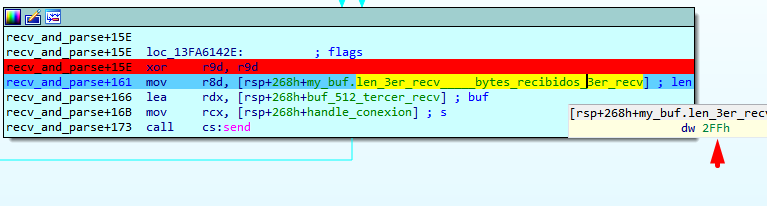 recv_and_parse+15E
recv_and_parse+15E loc_13FA6142E: ; flags
recv_and_parse+15E xor r9d, r9d
recv_and_parse+161 mov r8d, [rsp+268h+my_buf.len_3er_recv_____bytes_recibidos_3er_recv] ; len
recv_and_parse+166 lea rdx, [rsp+268h+buf_512_tercer_recv] ; buf
recv_and_parse+16B mov rcx, [rsp+268h+handle_conexion] ; s
recv_and_parse+173 call cs:send
[rsp+268h+my_buf.len_3er_recv
dw 2FFh